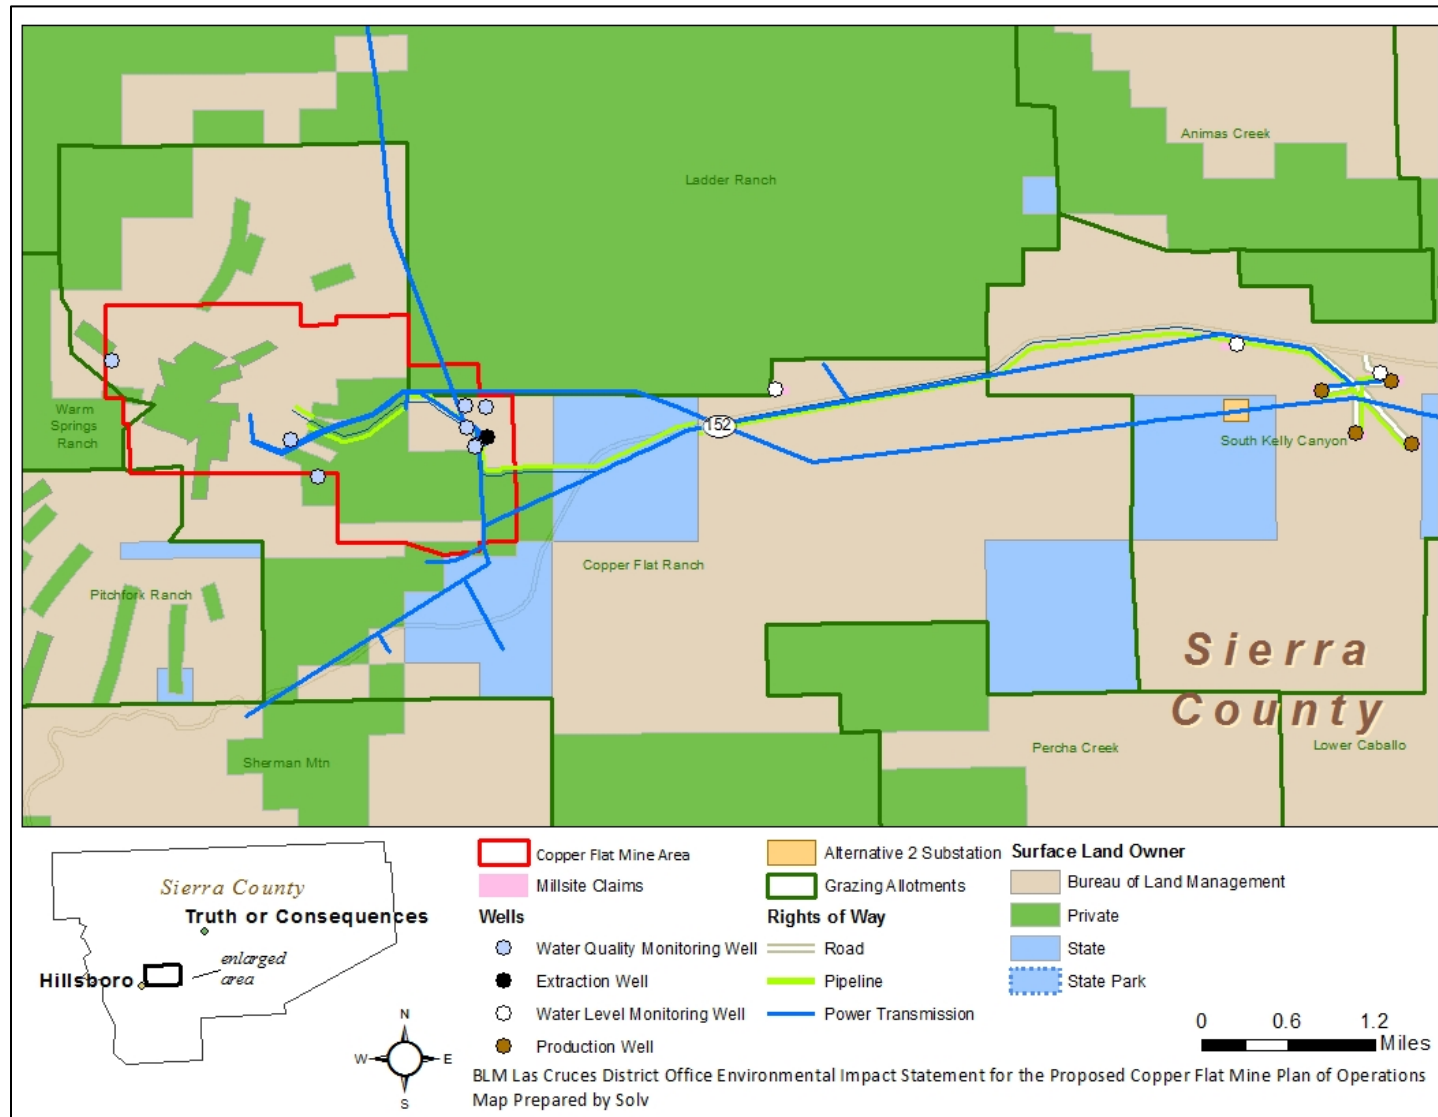 Animas Creek
Ladder Ranch
Warm
Springs
Ranch
152
South Kelly Canyon
Copper Flat Ranch
Pitchfork Ranch
Sierra
County
Percha Creek
Lower Caballo
Sherman Mtn
Sierra County
Truth or Consequences
enlarged
area
Hillsboro
N
W
E
S
Copper Flat Mine Area
Millsite Claims
Wells
Water Quality Monitoring Well
Extraction Well
Water Level Monitoring Well
Production Well
Alternative 2 Substation
Grazing Allotments
Rights of Way
Road
Pipeline
Power Transmission
Surface Land Owner
Bureau of Land Management
Private
State
State Park
0 0.6 1.2
Miles
BLM Las Cruces District Office Environmental Impact Statement for the Proposed Copper Flat Mine Plan of Operations
Map Prepared by Solv